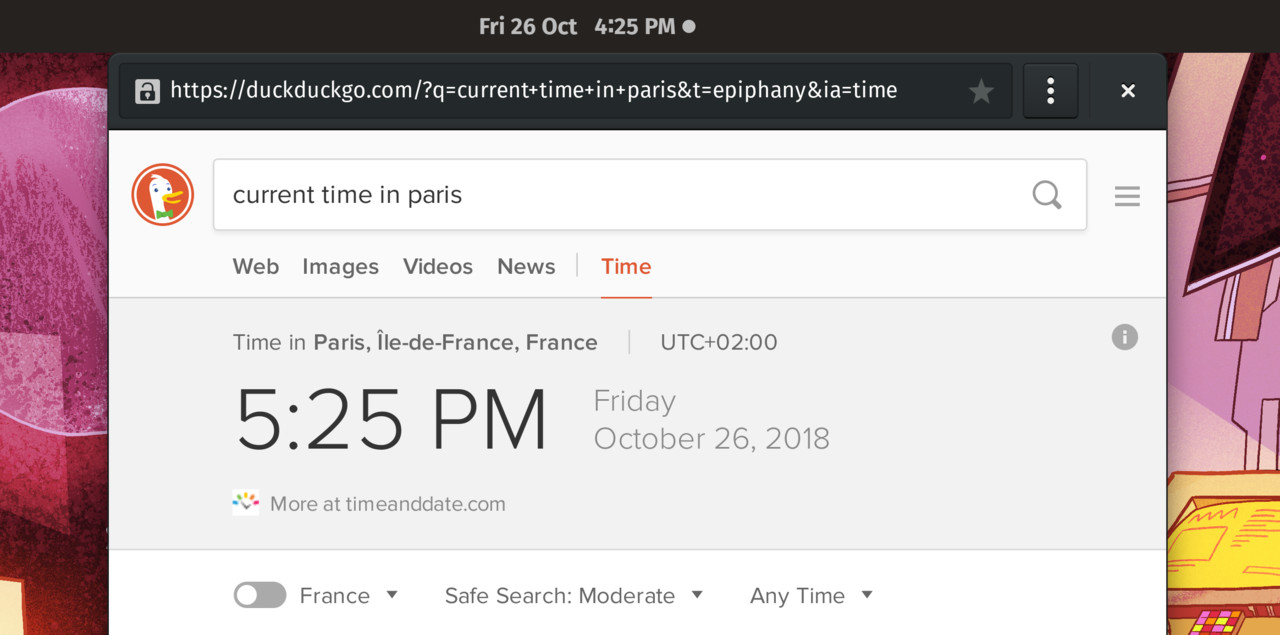 Fri 26 Oct 4:25 PM
https://duckduckgo.com/?q=current+time+in+paris&t=epiphany&ia=time
current time in paris
Web Images Videos News Time
Time in Paris, Île-de-France, France UTC+02:00
5:25 PM
Friday
October 26, 2018
More at timeanddate.com
France Safe Search: Moderate Any Time